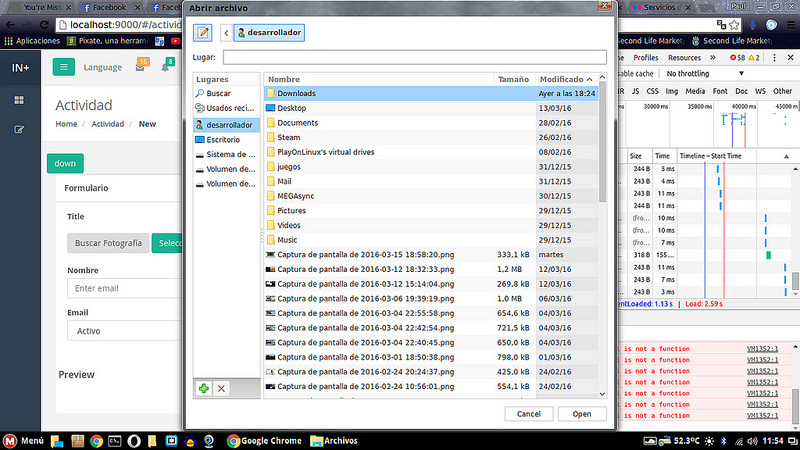 You're Mis
Facebook
Faceb
Servicios d
Paul
localhost:9000/#/activida
Aplicaciones
Pixate, una herrami
Second Life Market
Second Life Market
IN+
Language
16
8
Actividad
Home / Actividad / New
down
Formulario
Title
Buscar Fotografía
Selecc
Nombre
Enter email
Email
Activo
Preview
Abrir archivo
desarrollador
Lugar:
Lugares
Buscar
Usados reci...
desarrollador
Escritorio
Sistema de ...
Volumen de...
Volumen de...
Nombre Tamaño Modificado
Downloads Ayer a las 18:24
Desktop 13/03/16
Documents 28/02/16
Steam 26/02/16
PlayOnLinux's virtual drives 08/02/16
juegos 31/12/15
Mail 31/12/15
MEGAsync 30/12/15
Pictures 29/12/15
Videos 29/12/15
Music 29/12/15
Captura de pantalla de 2016-03-15 18:58:20.png 333,1 kB martes
Captura de pantalla de 2016-03-12 18:32:33.png 1,2 MB 12/03/16
Captura de pantalla de 2016-03-12 15:14:04.png 269,8 kB 12/03/16
Captura de pantalla de 2016-03-06 19:39:19.png 1,0 MB 06/03/16
Captura de pantalla de 2016-03-04 22:55:58.png 654,6 kB 04/03/16
Captura de pantalla de 2016-03-04 22:42:54.png 721,5 kB 04/03/16
Captura de pantalla de 2016-03-04 22:40:45.png 650,0 kB 04/03/16
Captura de pantalla de 2016-03-01 18:50:38.png 798,0 kB 01/03/16
Captura de pantalla de 2016-02-24 20:24:37.png 425,0 kB 24/02/16
Captura de pantalla de 2016-02-24 10:56:01.png 554,1 kB 24/02/16
Cancel
Open
Profiles Resources » 58 2
able cache No throttling
R JS CSS Img Media Font Doc WS Other
30000 ms 35000 ms 40000 ms 45000
Size Time Timeline – Start Time
244 B 5 ms
243 B 4 ms
243 B 11 ms
244 B 11 ms
(fro... 10 ms
(fro... 10 ms
(fro... 7 ms
318 B 155...
243 B 11 ms
243 B 7 ms
243 B 3 ms
entLoaded: 1.13 s | Load: 2.59 s
l is not a function VM1352:1
l is not a function VM1352:1
l is not a function VM1352:1
l is not a function VM1352:1
l is not a function VM1352:1
l is not a function VM1352:1
Menú
Google Chrome
Archivos
52.3°C
11:54